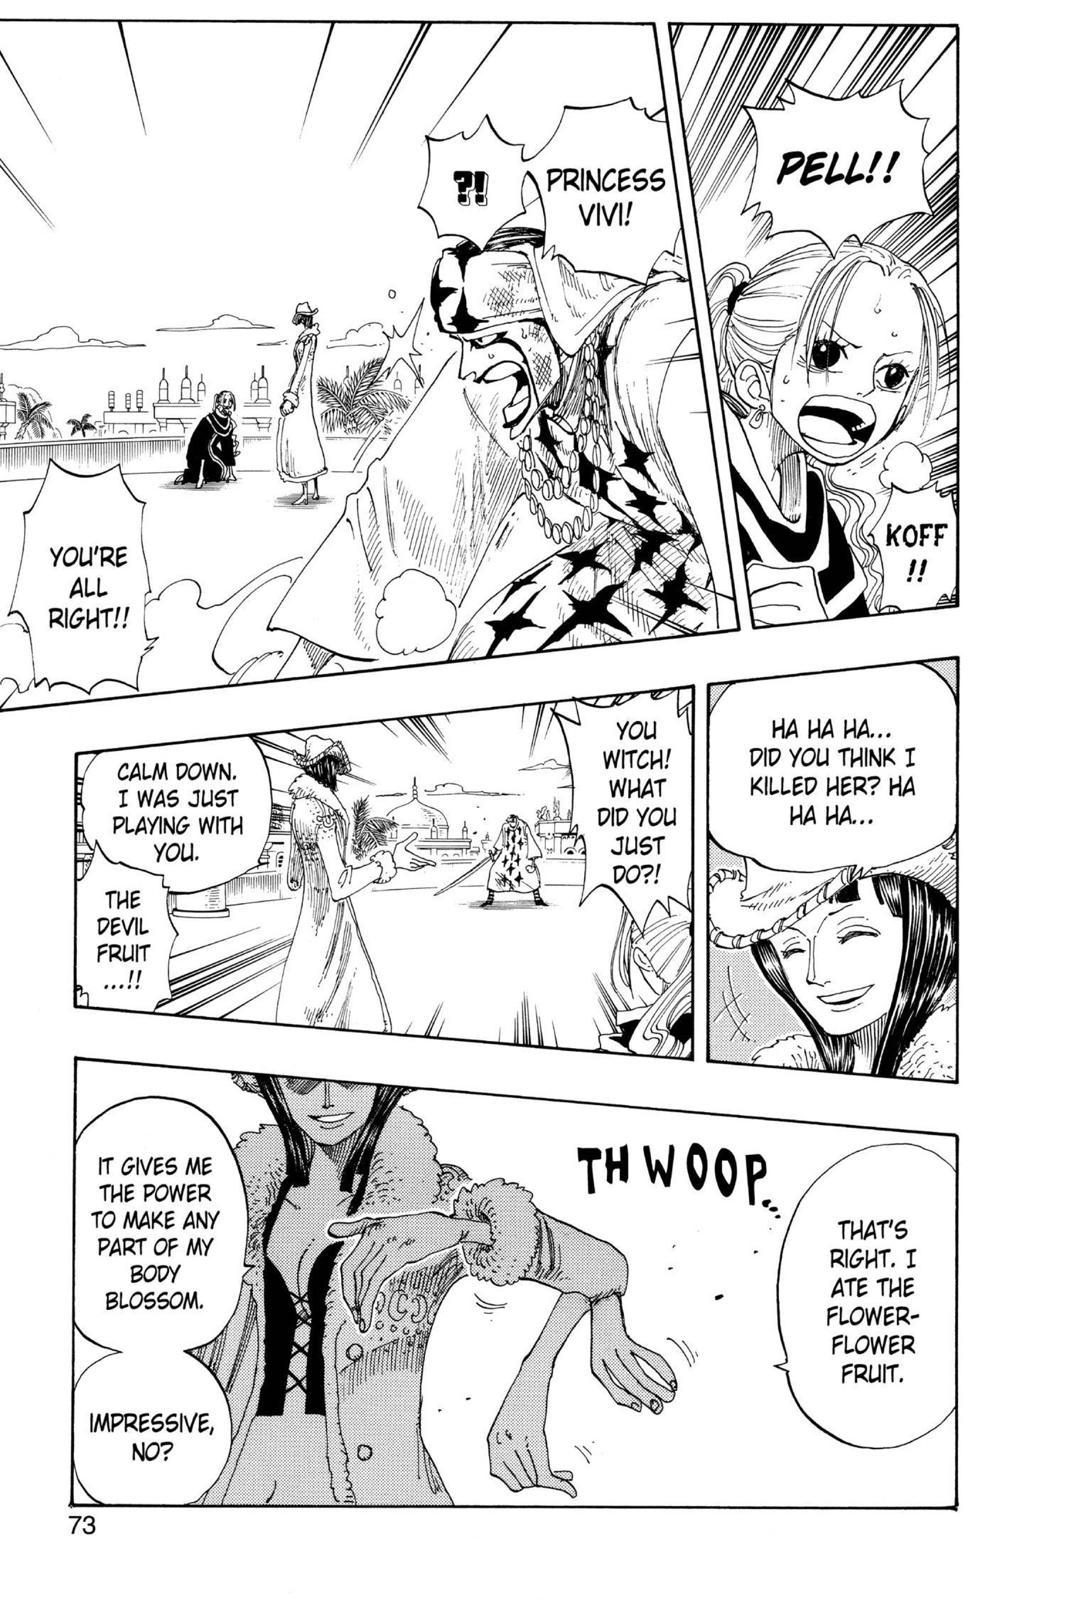 PELL!!
KOFF
!!
PRINCESS
VIVI!
?!
YOU'RE
ALL
RIGHT!!
HA HA HA...
DID YOU THINK I
KILLED HER? HA
HA HA...
YOU
WITCH!
WHAT
DID YOU
JUST
DO?!
CALM DOWN.
I WAS JUST
PLAYING WITH
YOU.
THE
DEVIL
FRUIT
...!!
THWOOP...
THAT'S
RIGHT. I
ATE THE
FLOWER-
FLOWER
FRUIT.
IT GIVES ME
THE POWER
TO MAKE ANY
PART OF MY
BODY
BLOSSOM.
IMPRESSIVE,
NO?
73